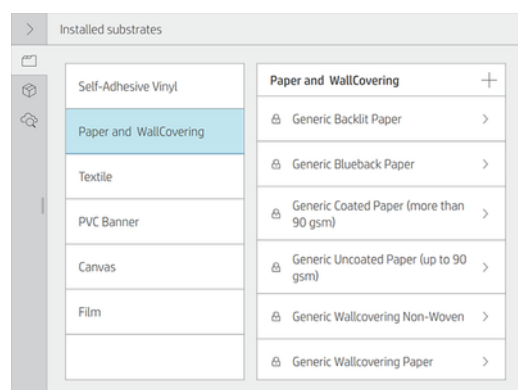 Installed substrates
Self-Adhesive Vinyl
Paper and WallCovering
Textile
PVC Banner
Canvas
Film
Paper and WallCovering
Generic Backlit Paper
Generic Blueback Paper
Generic Coated Paper (more than
90 gsm)
Generic Uncoated Paper (up to 90
gsm)
Generic Wallcovering Non-Woven
Generic Wallcovering Paper